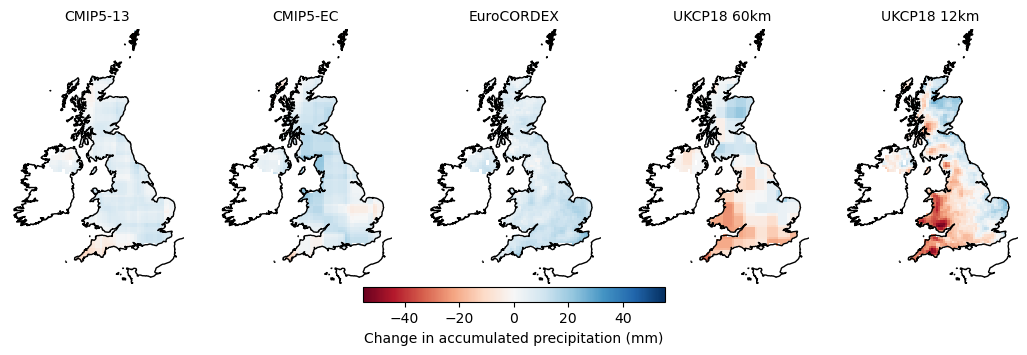 CMIP5-13 CMIP5-EC EuroCORDEX UKCP18 60km UKCP18 12km
−40 −20 0 20 40
Change in accumulated precipitation (mm)